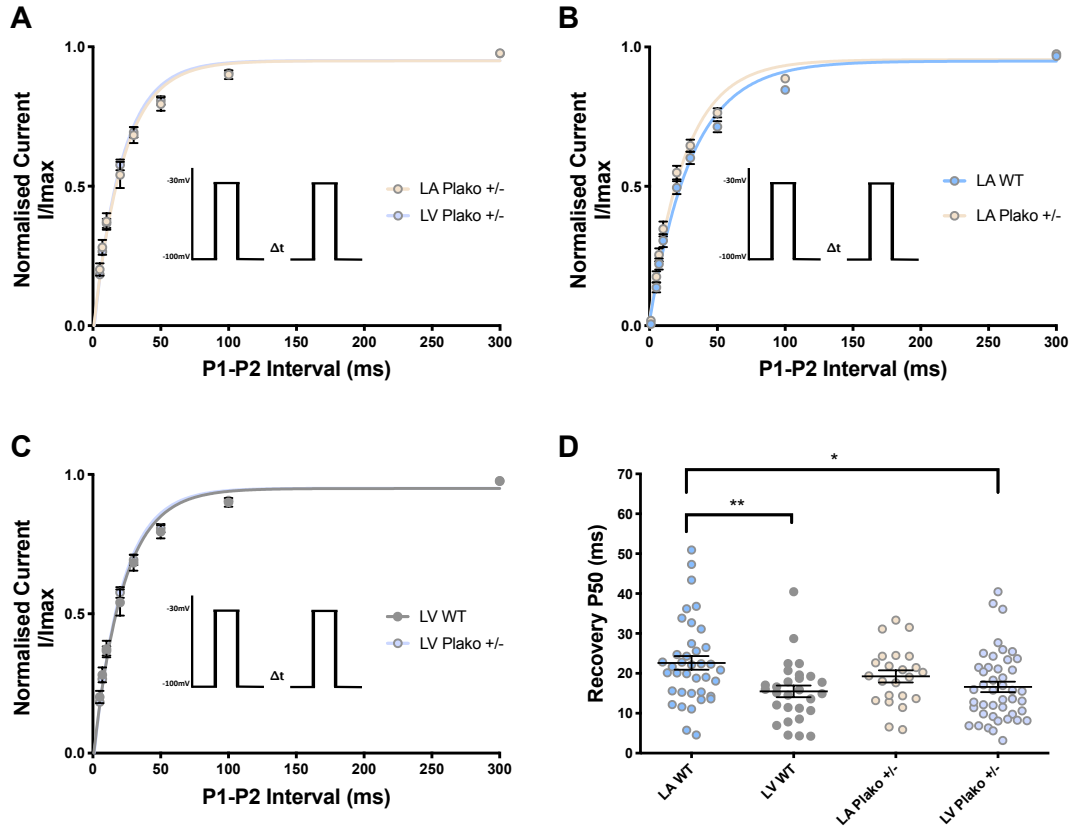 A
Normalised Current
I/Imax
1.0
0.5
0.0
-30mV
-100mV
Δt
LA Plako +/-
LV Plako +/-
0 50 100 150 200 250 300
P1-P2 Interval (ms)
B
Normalised Current
I/Imax
1.0
0.5
0.0
-30mV
-100mV
Δt
LA WT
LA Plako +/-
0 50 100 150 200 250 300
P1-P2 Interval (ms)
C
Normalised Current
I/Imax
1.0
0.5
0.0
-30mV
-100mV
Δt
LV WT
LV Plako +/-
0 50 100 150 200 250 300
P1-P2 Interval (ms)
D
Recovery P50 (ms)
70
60
50
40
30
20
10
0
*
**
LA WT
LV WT
LA Plako +/-
LV Plako +/-